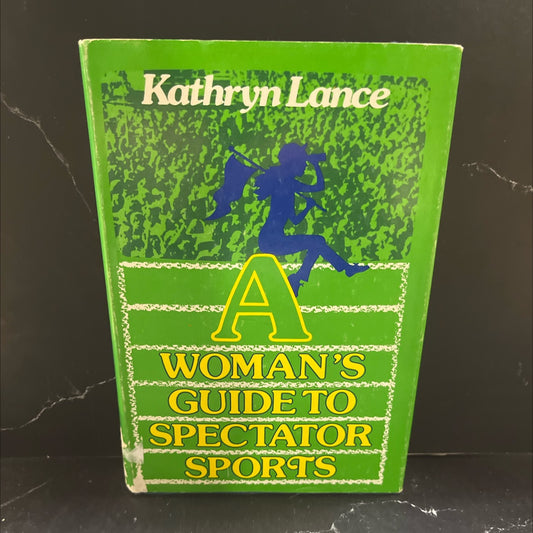 Kathryn Lance
A
WOMAN'S
GUIDE TO
SPECTATOR
SPORTS